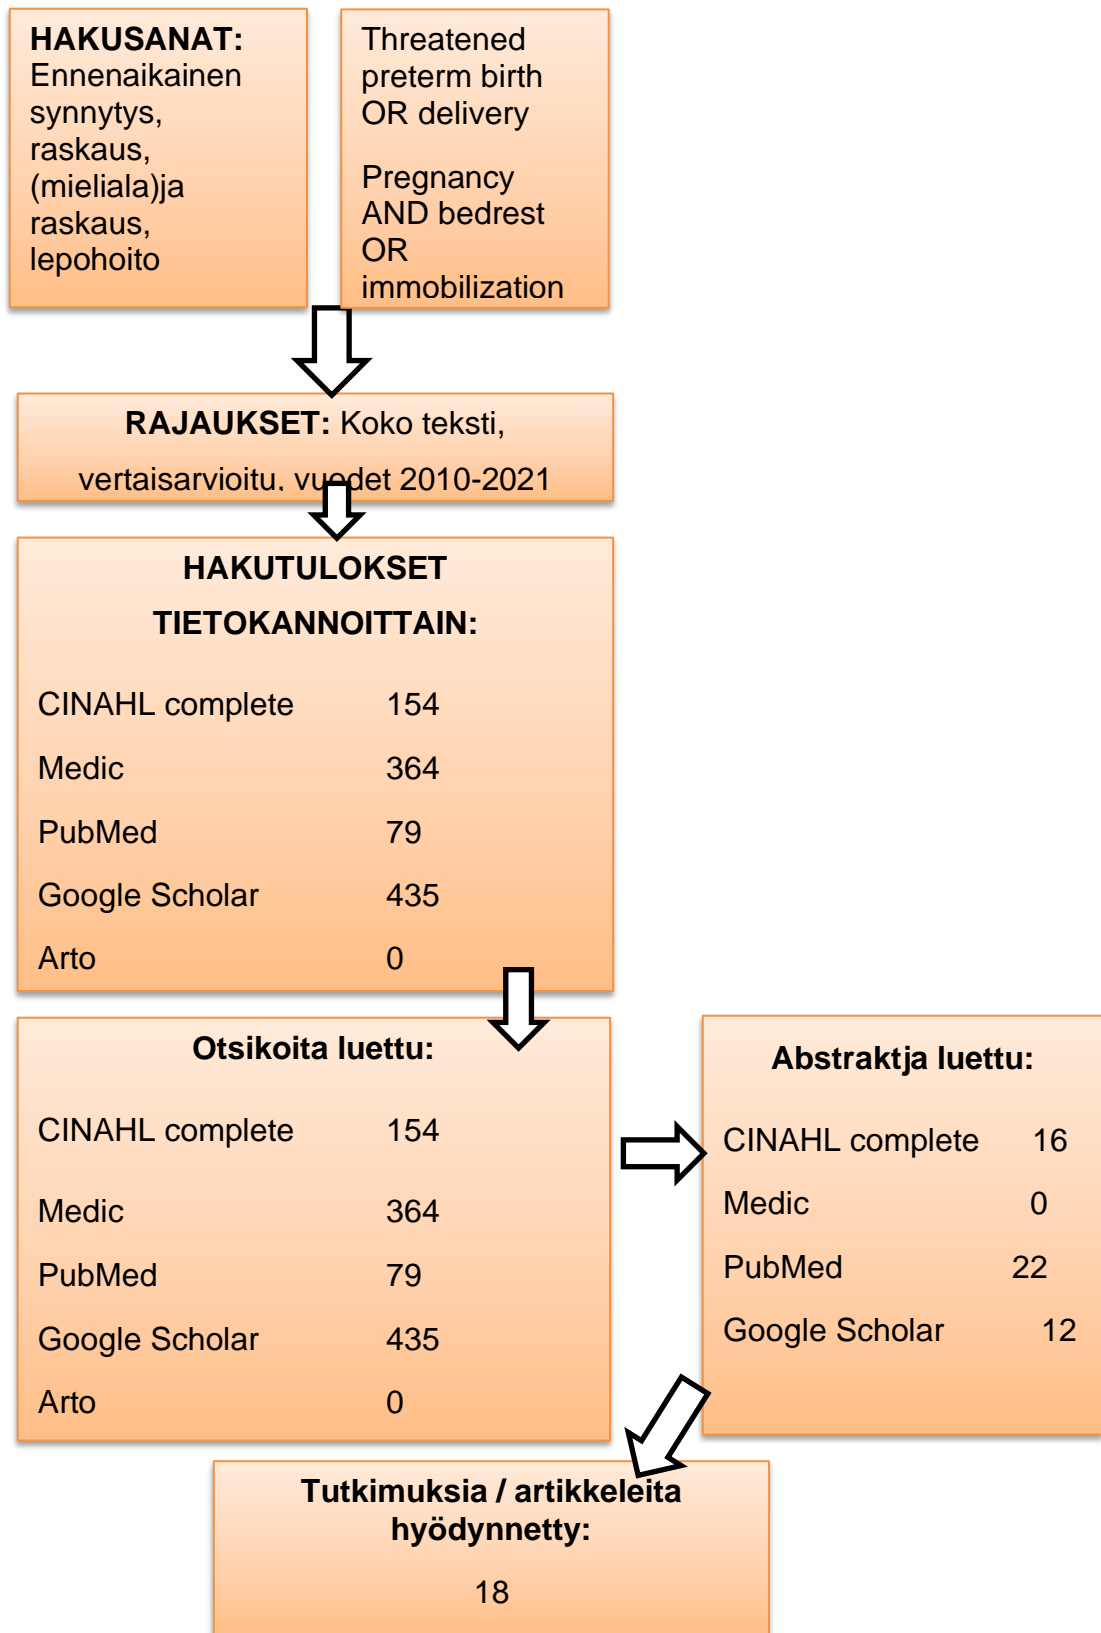 HAKUSANAT:
Ennenaikainen
synnytys,
raskaus,
(mieliala)ja
raskaus,
lepohoito
Threatened
preterm birth
OR delivery
Pregnancy
AND bedrest
OR
immobilization
RAJAUKSET: Koko teksti,
vertaisarvioitu, vuodet 2010-2021
HAKUTULOKSET
TIETOKANNOITTAIN:
CINAHL complete 154
Medic 364
PubMed 79
Google Scholar 435
Arto 0
Otsikoita luettu:
CINAHL complete 154
Medic 364
PubMed 79
Google Scholar 435
Arto 0
Abstraktja luettu:
CINAHL complete 16
Medic 0
PubMed 22
Google Scholar 12
Tutkimuksia / artikkeleita
hyödynnetty:
18